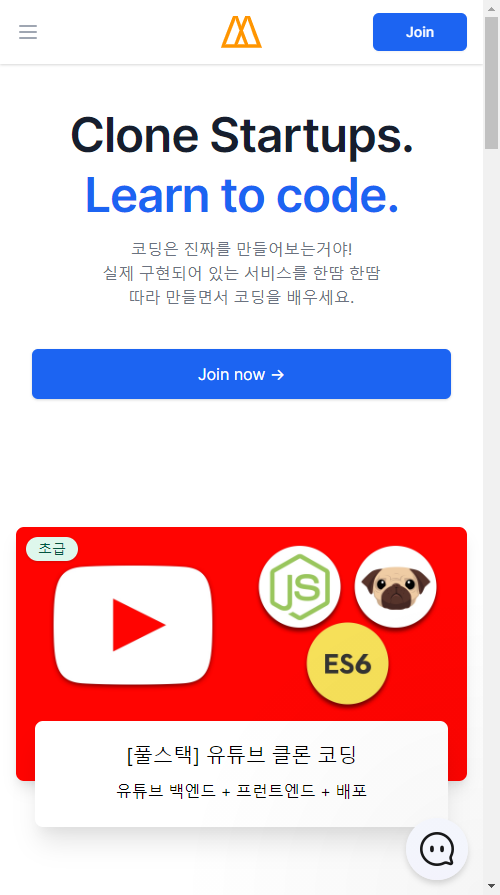 Join
Clone Startups.
Learn to code.
코딩은 진짜를 만들어보는거야!
실제 구현되어 있는 서비스를 한땀 한땀
따라 만들면서 코딩을 배우세요.
Join now →
초급
JS
ES6
[풀스택] 유튜브 클론 코딩
유튜브 백엔드 + 프런트엔드 + 배포